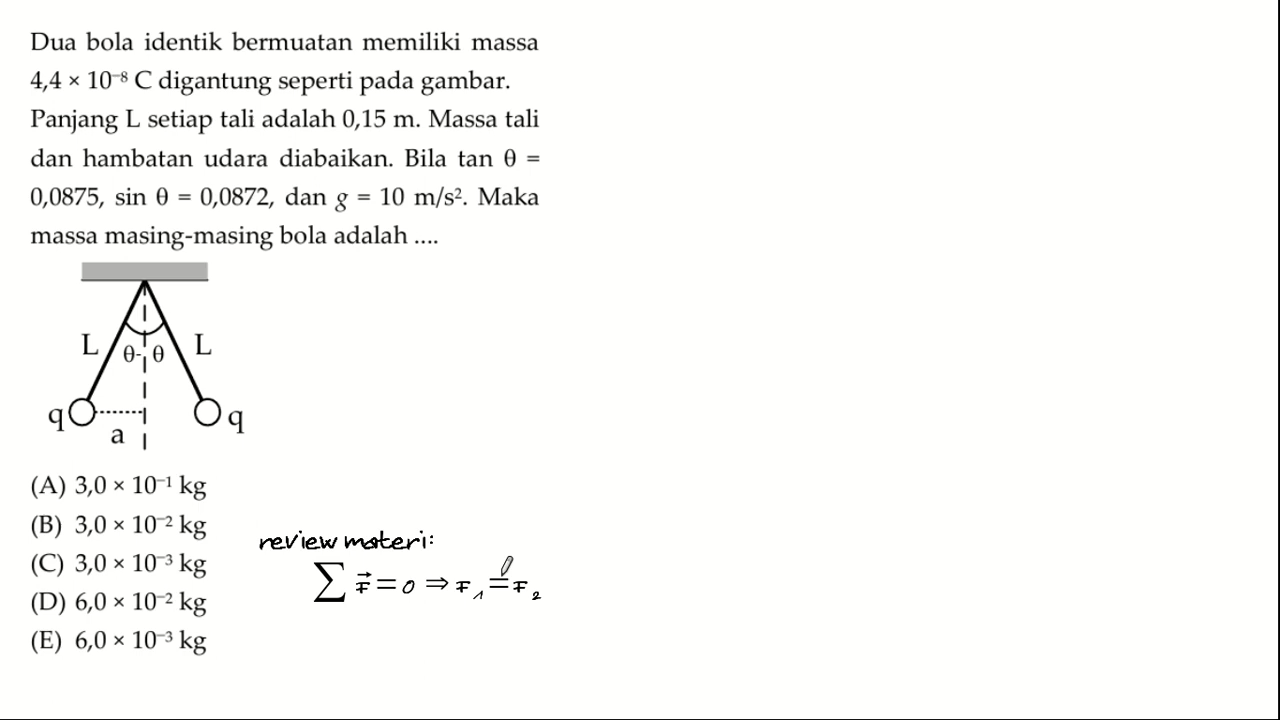 Dua bola identik bermuatan memiliki massa
4,4 × 10⁻⁸ C digantung seperti pada gambar.
Panjang L setiap tali adalah 0,15 m. Massa tali
dan hambatan udara diabaikan. Bila tan θ =
0,0875, sin θ = 0,0872, dan g = 10 m/s². Maka
massa masing-masing bola adalah ....
L θ θ L
q q
a
(A) 3,0 × 10⁻¹ kg
(B) 3,0 × 10⁻² kg
(C) 3,0 × 10⁻³ kg
(D) 6,0 × 10⁻² kg
(E) 6,0 × 10⁻³ kg
review materi:
∑ F⃗ = 0 ⇒ F₁ = F₂